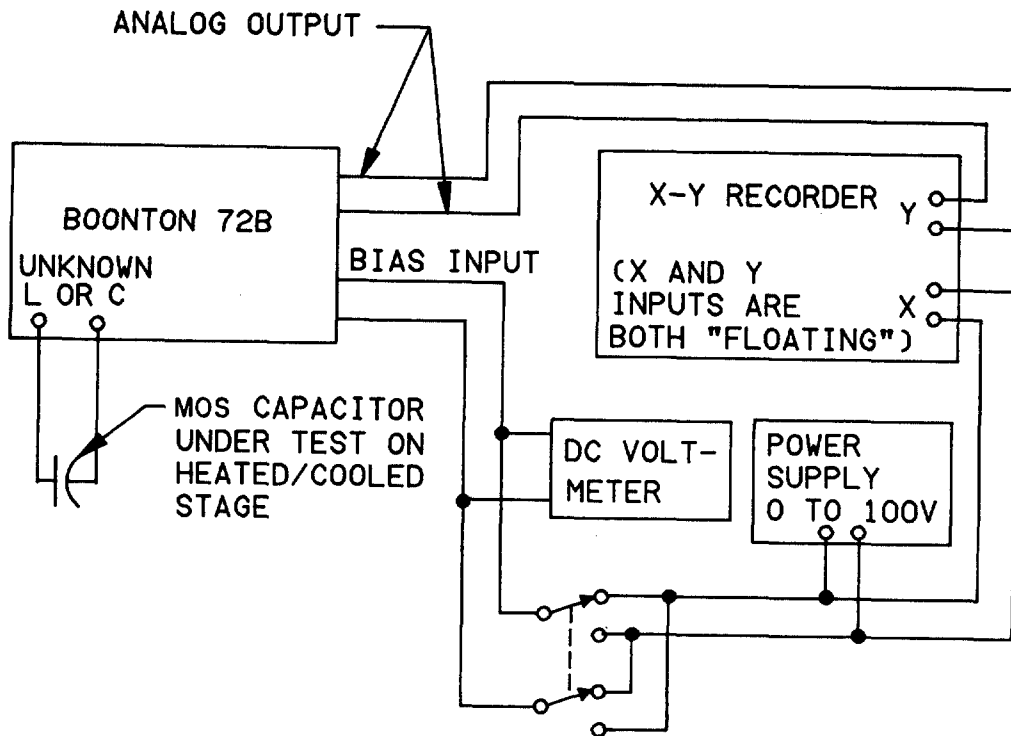 ANALOG OUTPUT
BOONTON 72B
UNKNOWN
L OR C
BIAS INPUT
X-Y RECORDER
Y
(X AND Y
INPUTS ARE
BOTH "FLOATING")
X
MOS CAPACITOR
UNDER TEST ON
HEATED/COOLED
STAGE
DC VOLT-
METER
POWER
SUPPLY
0 TO 100V